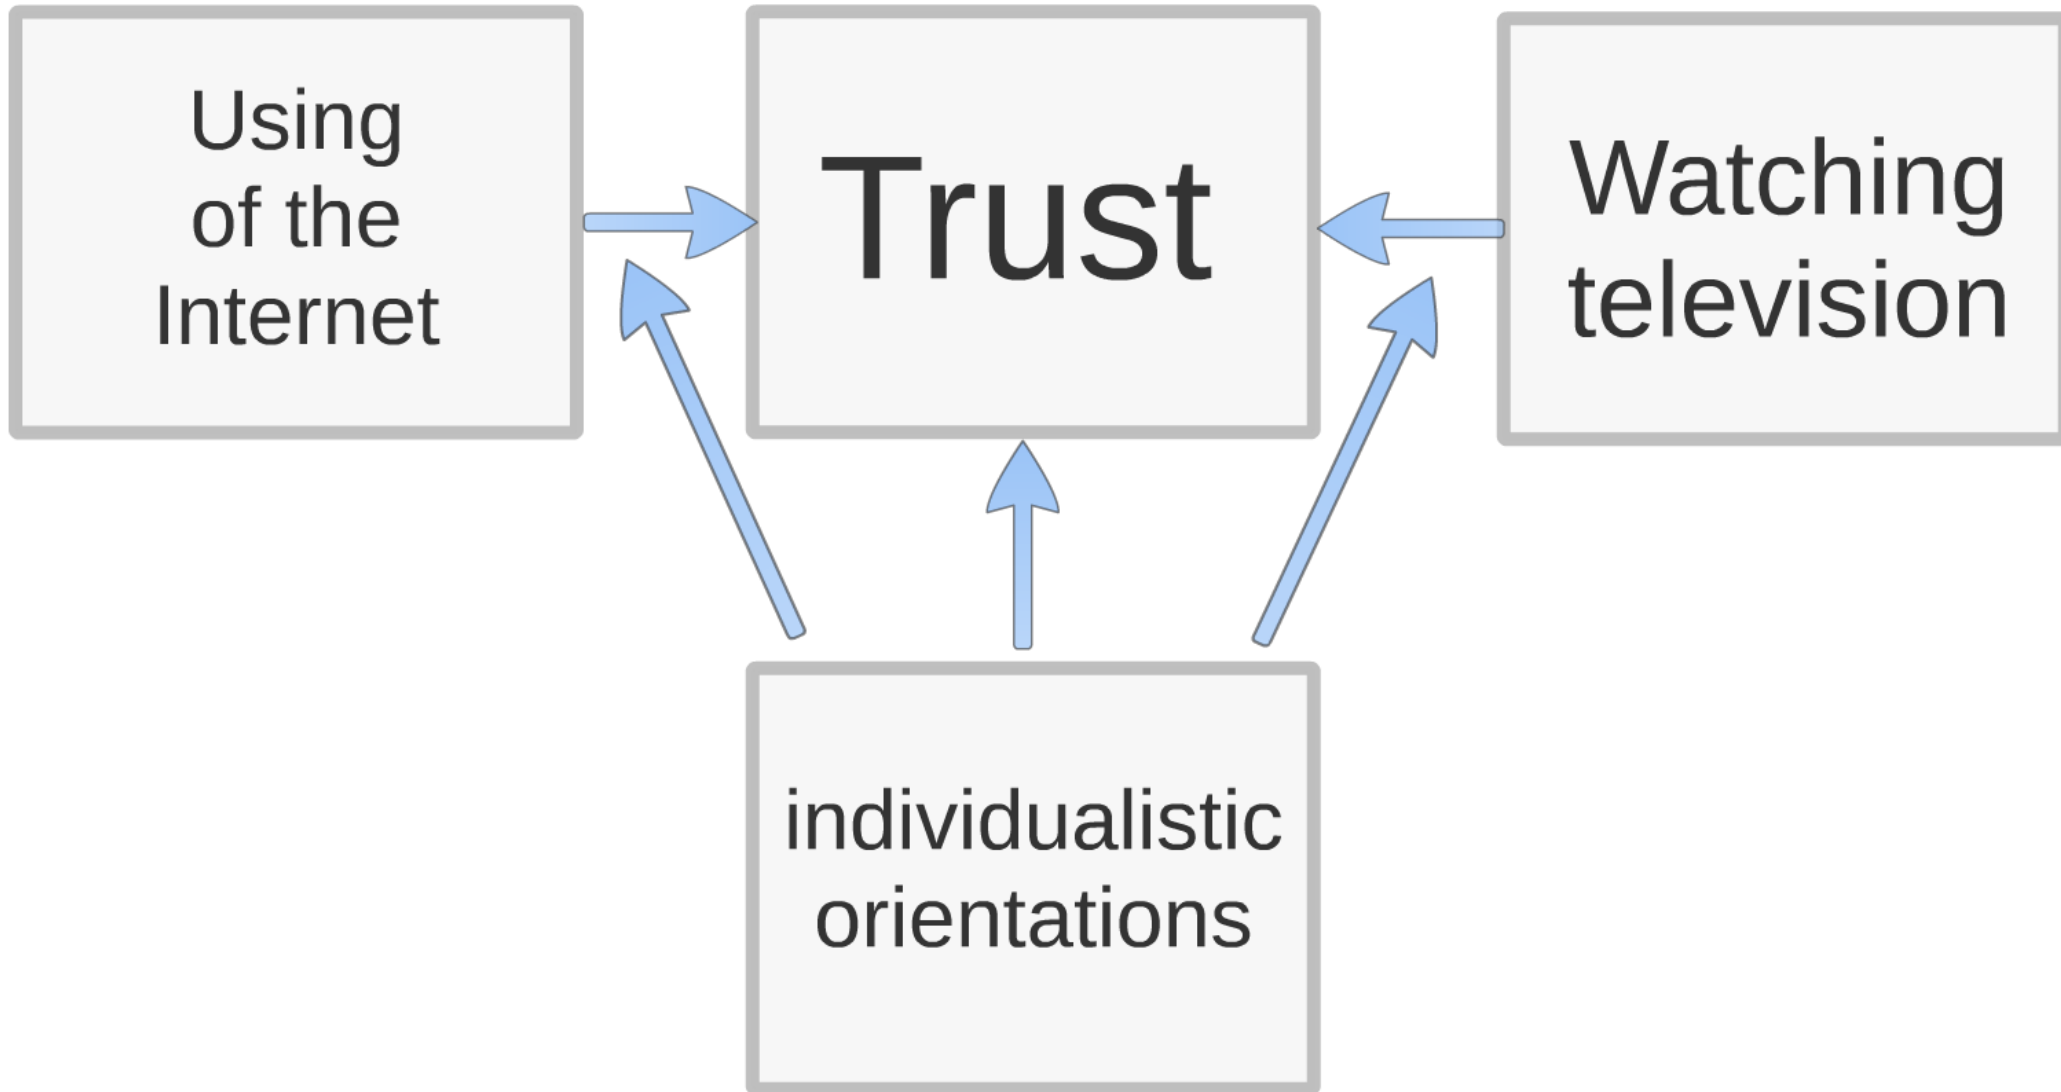 Using
of the
Internet
Trust
Watching
television
individualistic
orientations